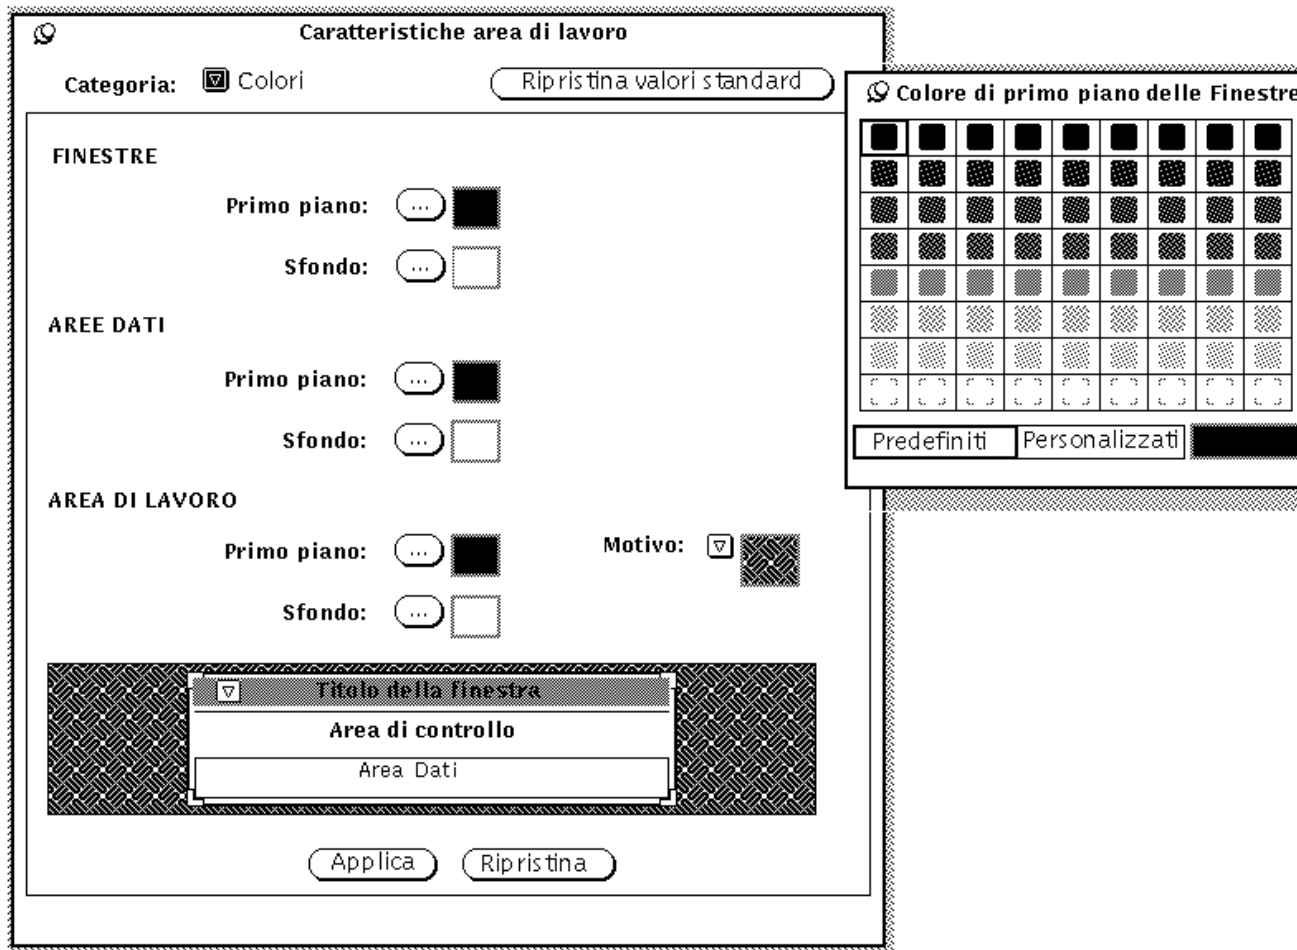 Caratteristiche area di lavoro
Categoria: Colori Ripristina valori standard
FINESTRE
Primo piano: ...
Sfondo: ...
AREE DATI
Primo piano: ...
Sfondo: ...
AREA DI LAVORO
Primo piano: ... Motivo:
Sfondo: ...
Titolo della finestra
Area di controllo
Area Dati
Applica Ripristina
Colore di primo piano delle Finestre
Predefiniti Personalizzati